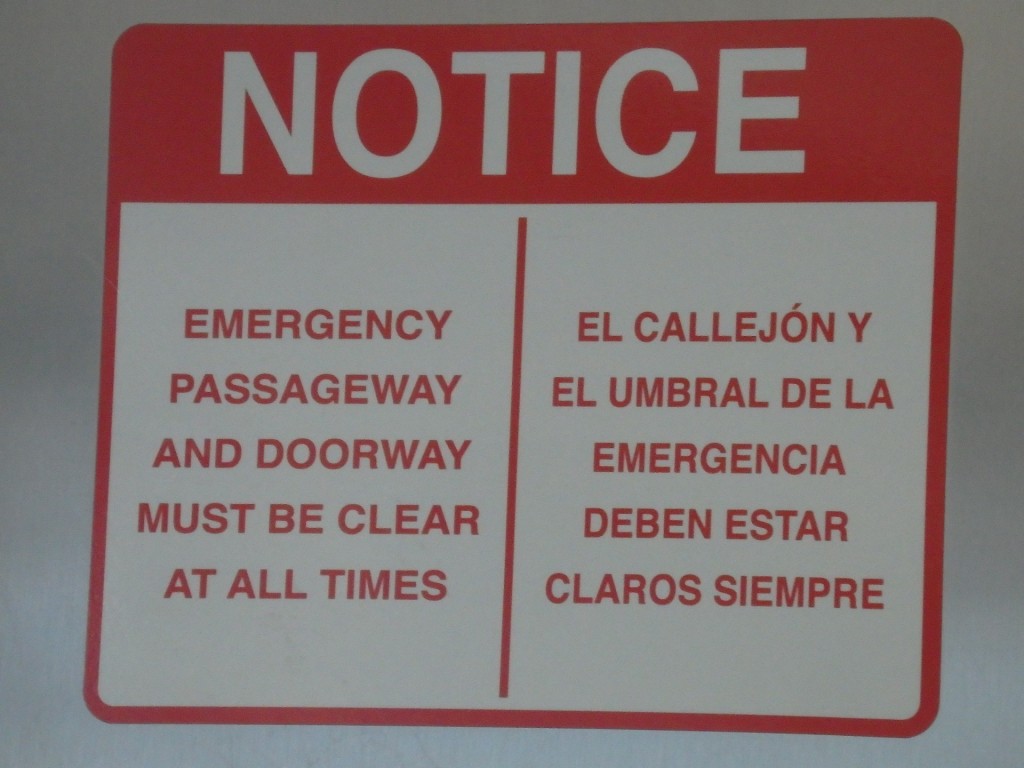 NOTICE
EMERGENCY
PASSAGEWAY
AND DOORWAY
MUST BE CLEAR
AT ALL TIMES
EL CALLEJÓN Y
EL UMBRAL DE LA
EMERGENCIA
DEBEN ESTAR
CLAROS SIEMPRE